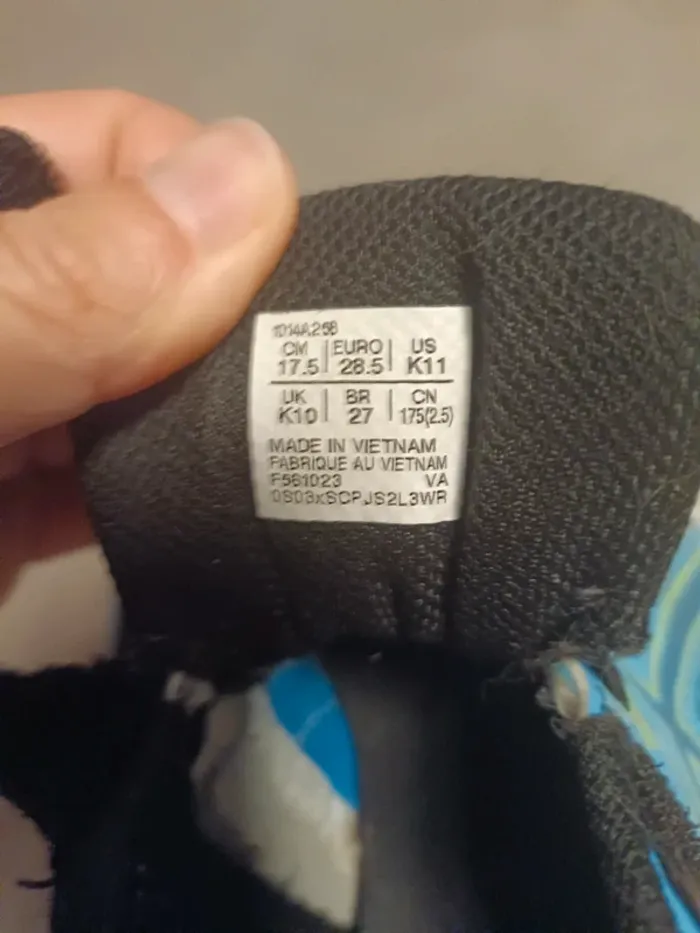 1014A258
CM | EURO | US
17.5 | 28.5 | K11
UK | BR | CN
K10 | 27 | 175(2.5)
MADE IN VIETNAM
FABRIQUE AU VIETNAM
F561023 VA
0S03xSCPJS2L3WR